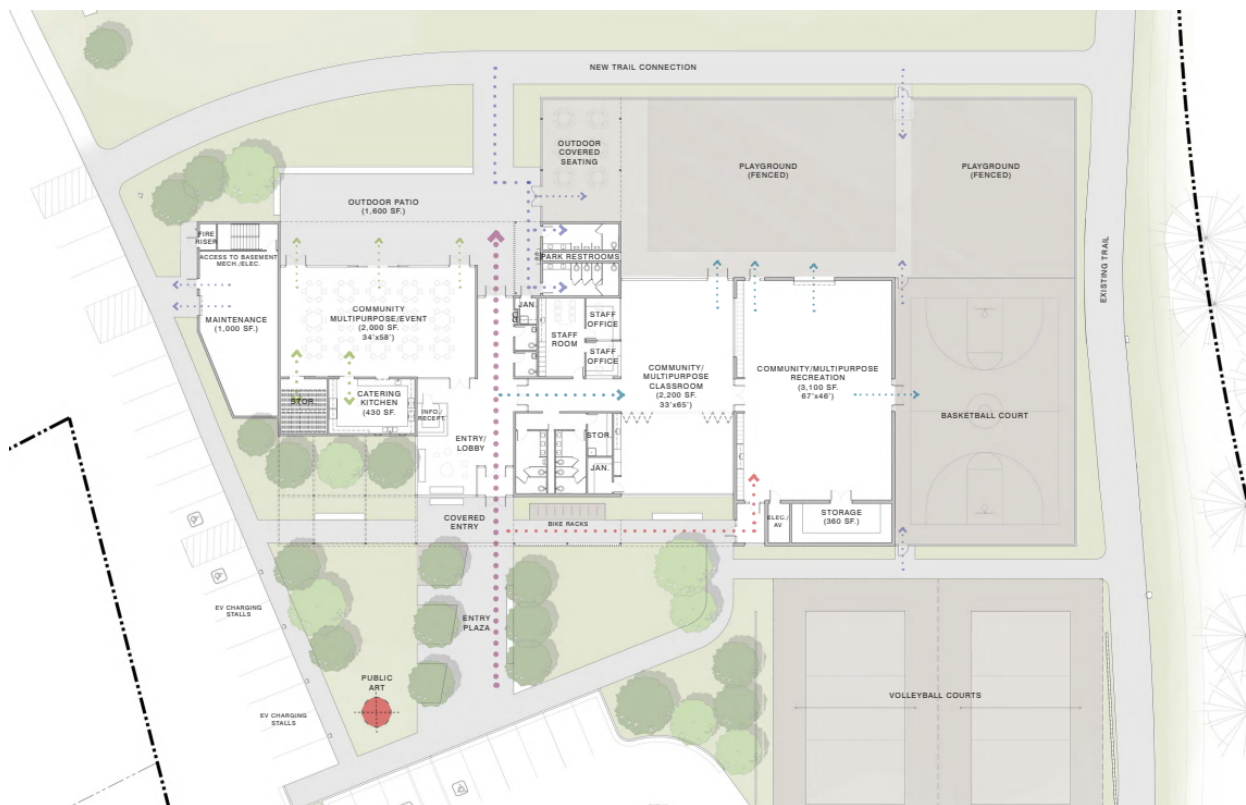 NEW TRAIL CONNECTION
OUTDOOR
COVERED
SEATING
PLAYGROUND
(FENCED)
PLAYGROUND
(FENCED)
OUTDOOR PATIO
(1,600 SF.)
FIRE
RISER
ACCESS TO BASEMENT
MECH./ELEC.
PARK RESTROOMS
EXISTING TRAIL
MAINTENANCE
(1,000 SF.)
COMMUNITY
MULTIPURPOSE/EVENT
(2,000 SF.
34'x58')
JAN.
STAFF
ROOM
STAFF
OFFICE
STAFF
OFFICE
COMMUNITY/
MULTIPURPOSE
CLASSROOM
(2,200 SF.
33'x65')
COMMUNITY/MULTIPURPOSE
RECREATION
(3,100 SF.
67'x46')
STOR.
CATERING
KITCHEN
(430 SF.
INFO./
RECEPT.
BASKETBALL COURT
ENTRY/
LOBBY
STOR.
JAN.
COVERED
ENTRY
BIKE RACKS
ELEC./
AV
STORAGE
(360 SF.)
EV CHARGING
STALLS
ENTRY
PLAZA
PUBLIC
ART
EV CHARGING
STALLS
VOLLEYBALL COURTS